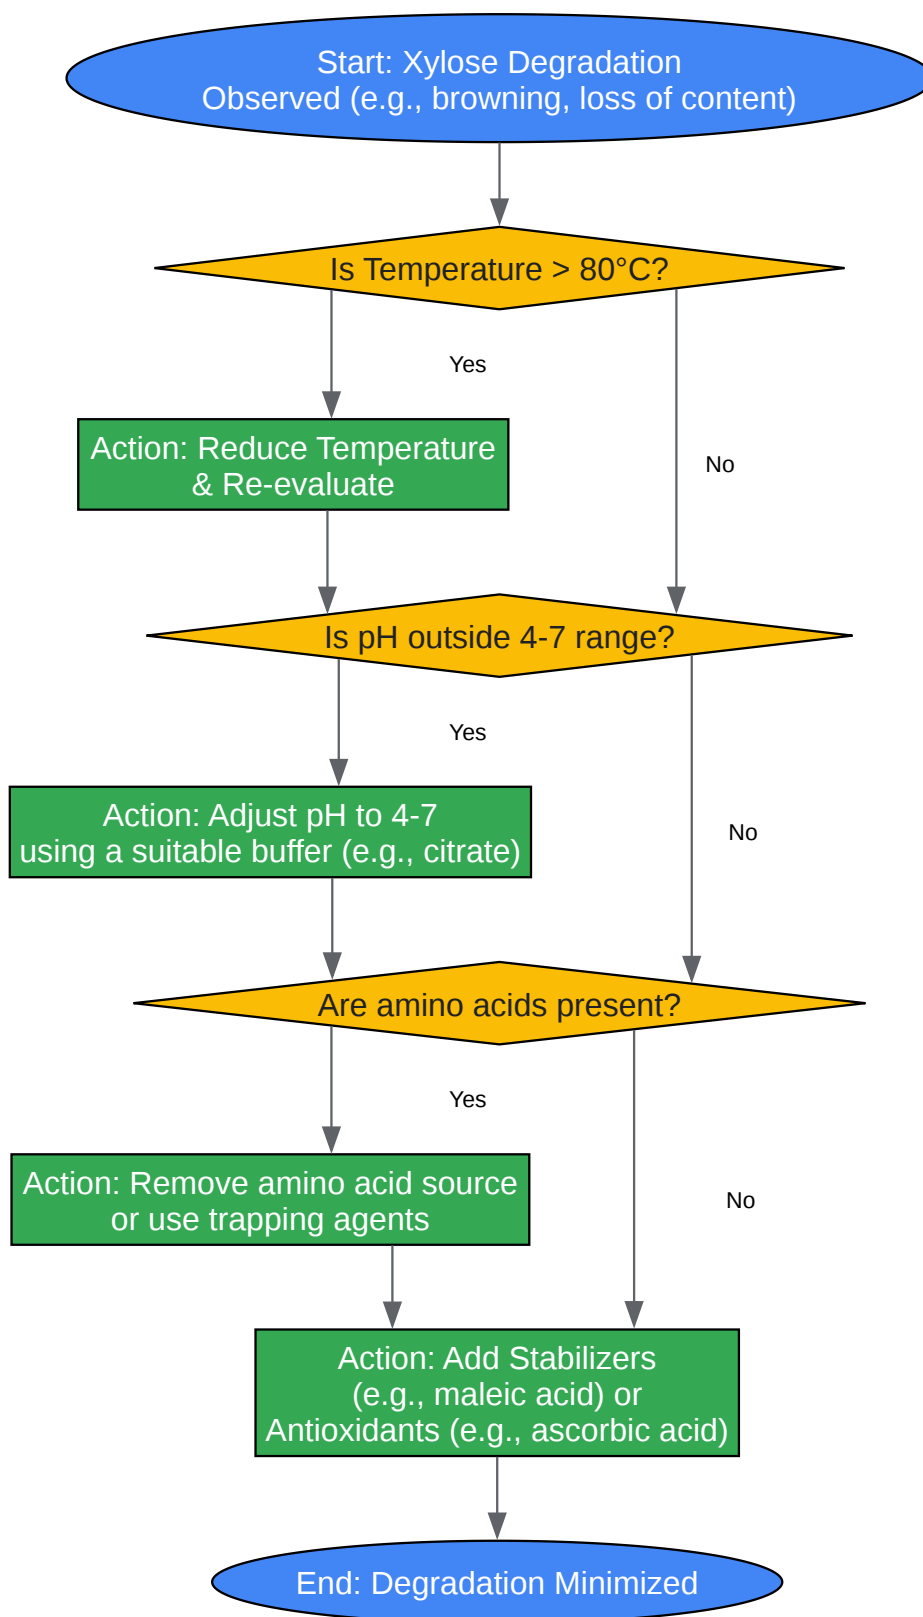 Start: Xylose Degradation
Observed (e.g., browning, loss of content)
Is Temperature > 80°C?
Yes
Action: Reduce Temperature
& Re-evaluate
No
Is pH outside 4-7 range?
Yes
Action: Adjust pH to 4-7
using a suitable buffer (e.g., citrate)
No
Are amino acids present?
Yes
Action: Remove amino acid source
or use trapping agents
No
Action: Add Stabilizers
(e.g., maleic acid) or
Antioxidants (e.g., ascorbic acid)
End: Degradation Minimized